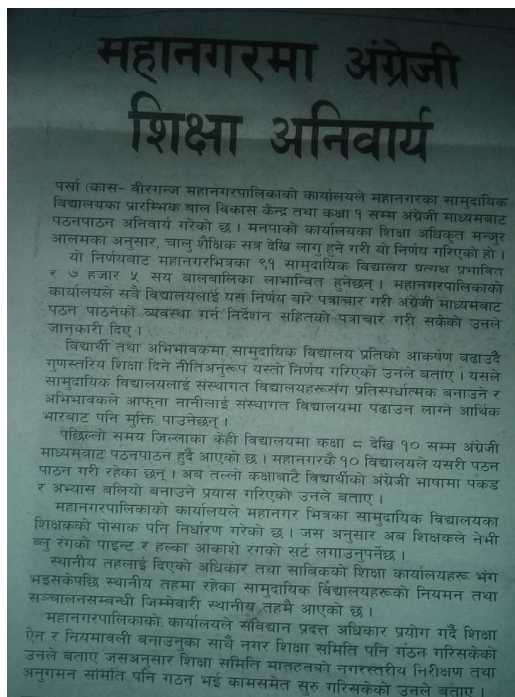 महानगरमा अंग्रेजी
शिक्षा अनिवार्य
पर्सा (कास- वीरगन्ज महानगरपालिकाको कार्यालयले महानगरका सामुदायिक
विद्यालयका प्रारम्भिक बाल विकास केन्द्र तथा कक्षा १ सम्म अंग्रेजी माध्यमबाट
पठनपाठन अनिवार्य गरेको छ । मनपाको कार्यालयका शिक्षा अधिकृत मन्जुर
आलमका अनुसार, चालु शैक्षिक सत्र देखि लागु हुने गरी यो निर्णय गरिएको हो ।
यो निर्णयबाट महानगरभित्रका ९१ सामुदायिक बिद्यालय प्रत्यक्ष प्रभावित
र ७ हजार ५ सय बालबालिका लाभान्वित हुनेछन् । महानगरपालिकाको
कार्यालयले सवै विद्यालयलाई यस निर्णय बारे पत्राचार गरी अंग्रेजी माध्यमबाट
पठन पाठनको व्यवस्था गर्न निर्देशन सहितको पत्राचार गरी सकेको उनले
जानकारी दिए ।
विद्यार्थी तथा अभिभावकमा सामुदायिक विद्यालय प्रतिको आकर्षण बढाउदै
गुणस्तरिय शिक्षा दिने नीतिअनुरूप यस्तो निर्णय गरिएको उनले बताए । यसले
सामुदायिक विद्यालयलाई संस्थागत विद्यालयहरूसँग प्रतिस्पर्धात्मक बनाउने र
अभिभावकले आफ्ना नानीलाई संस्थागत विद्यालयमा पढाउन लाग्ने आर्थिक
भारबाट पनि मुक्ति पाउनेछन् ।
पछिल्लो समय जिल्लाका केही विद्यालयमा कक्षा ८ देखि १० सम्म अंग्रेजी
माध्यमबाट पठनपाठन हुदै आएको छ । महानगरकै १० विद्यालयले यसरी पठन
पाठन गरी रहेका छन् । अब तल्लो कक्षाबाटै विद्यार्थीको अंग्रेजी भाषामा पकड
र अभ्यास बलियो बनाउने प्रयास गरिएको उनले बताए ।
महानगरपालिकाको कार्यालयले महानगर भित्रका सामुदायिक विद्यालयका
शिक्षकको पोसाक पनि निर्धारण गरेको छ । जस अनुसार अब शिक्षकले नेभी
ब्लु रंगको पाइन्ट र हल्का आकाशे रंगको सर्ट लगाउनुपर्नेछ ।
स्थानीय तहलाई दिएको अधिकार तथा साबिकको शिक्षा कार्यालयहरू भंग
भइसकेपछि स्थानीय तहमा रहेका सामुदायिक विद्यालयहरूको नियमन तथा
सञ्चालनसम्बन्धी जिम्मेवारी स्थानीय तहमै आएको छ ।
महानगरपालिकाको कार्यालयले संविधान प्रदत्त अधिकार प्रयोग गर्दै शिक्षा
ऐन र नियमावली बनाउनुका साथै नगर शिक्षा समिति पनि गठन गरिसकेको
उनले बताए जसअनुसार शिक्षा समिति मातहतको नगरस्तरीय निरीक्षण तथा
अनुगमन समिति पनि गठन भई कामसमेत सुरु गरिसकेको उनले बताए ।